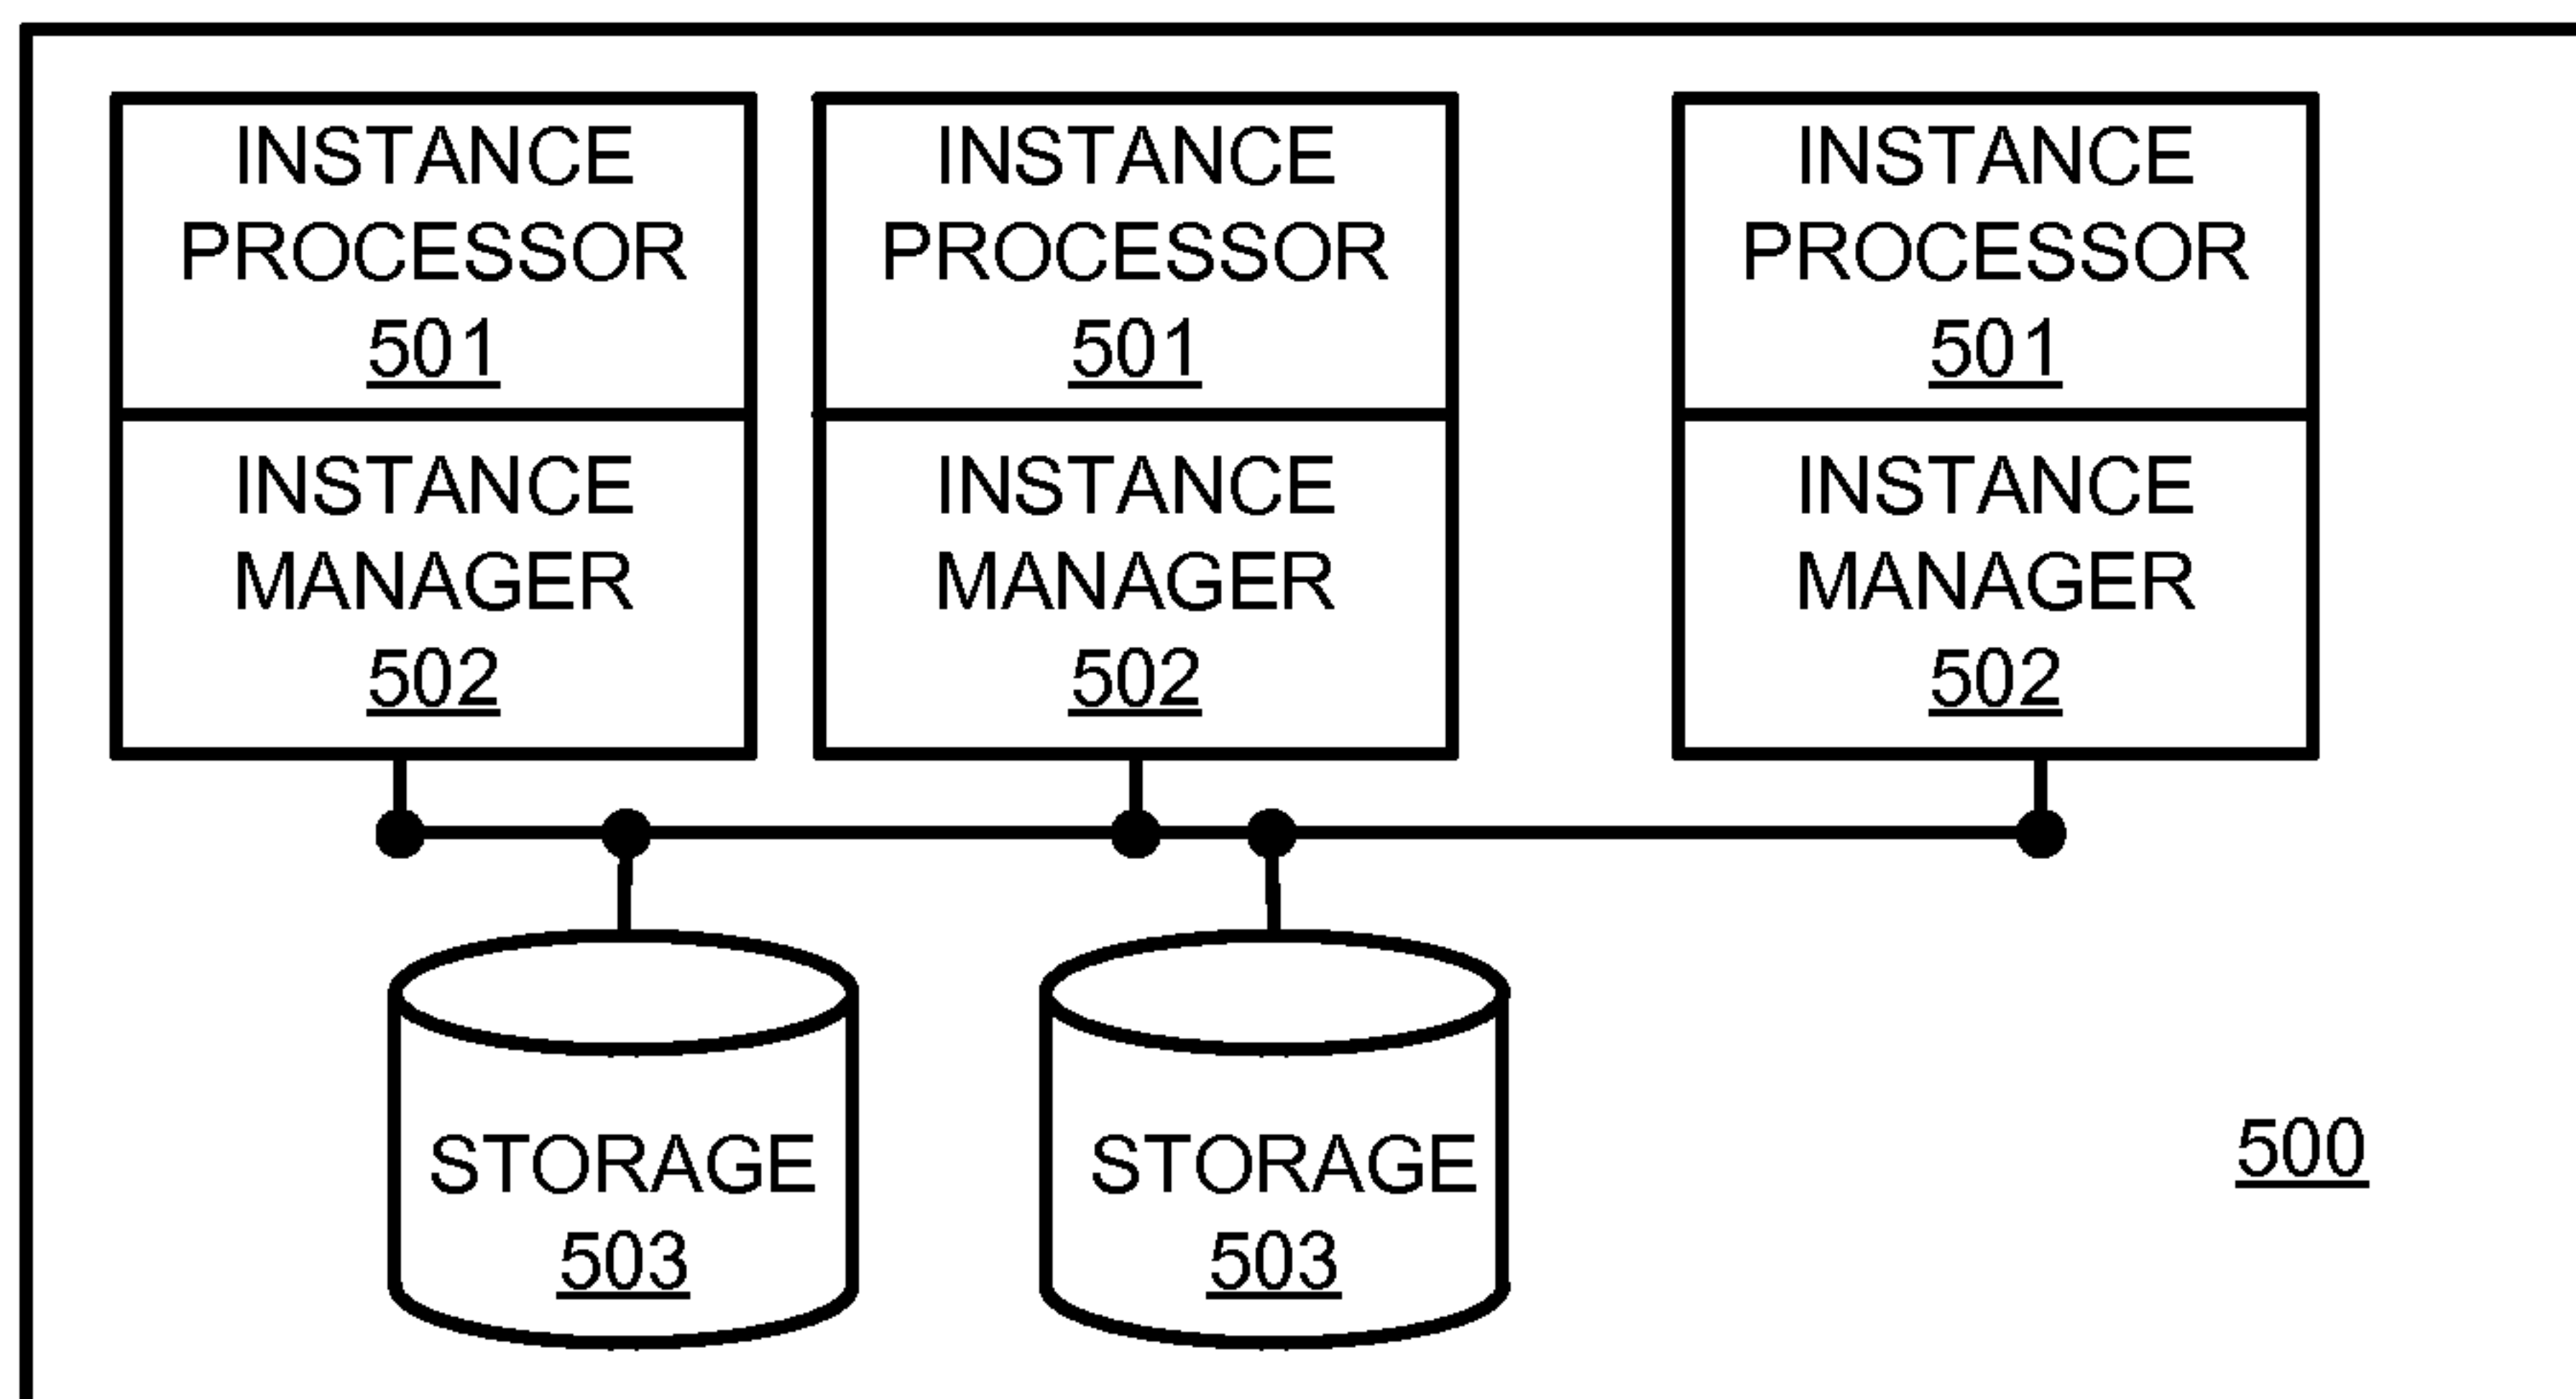 INSTANCE
PROCESSOR
501
INSTANCE
MANAGER
502
INSTANCE
PROCESSOR
501
INSTANCE
MANAGER
502
INSTANCE
PROCESSOR
501
INSTANCE
MANAGER
502
STORAGE
503
STORAGE
503
500